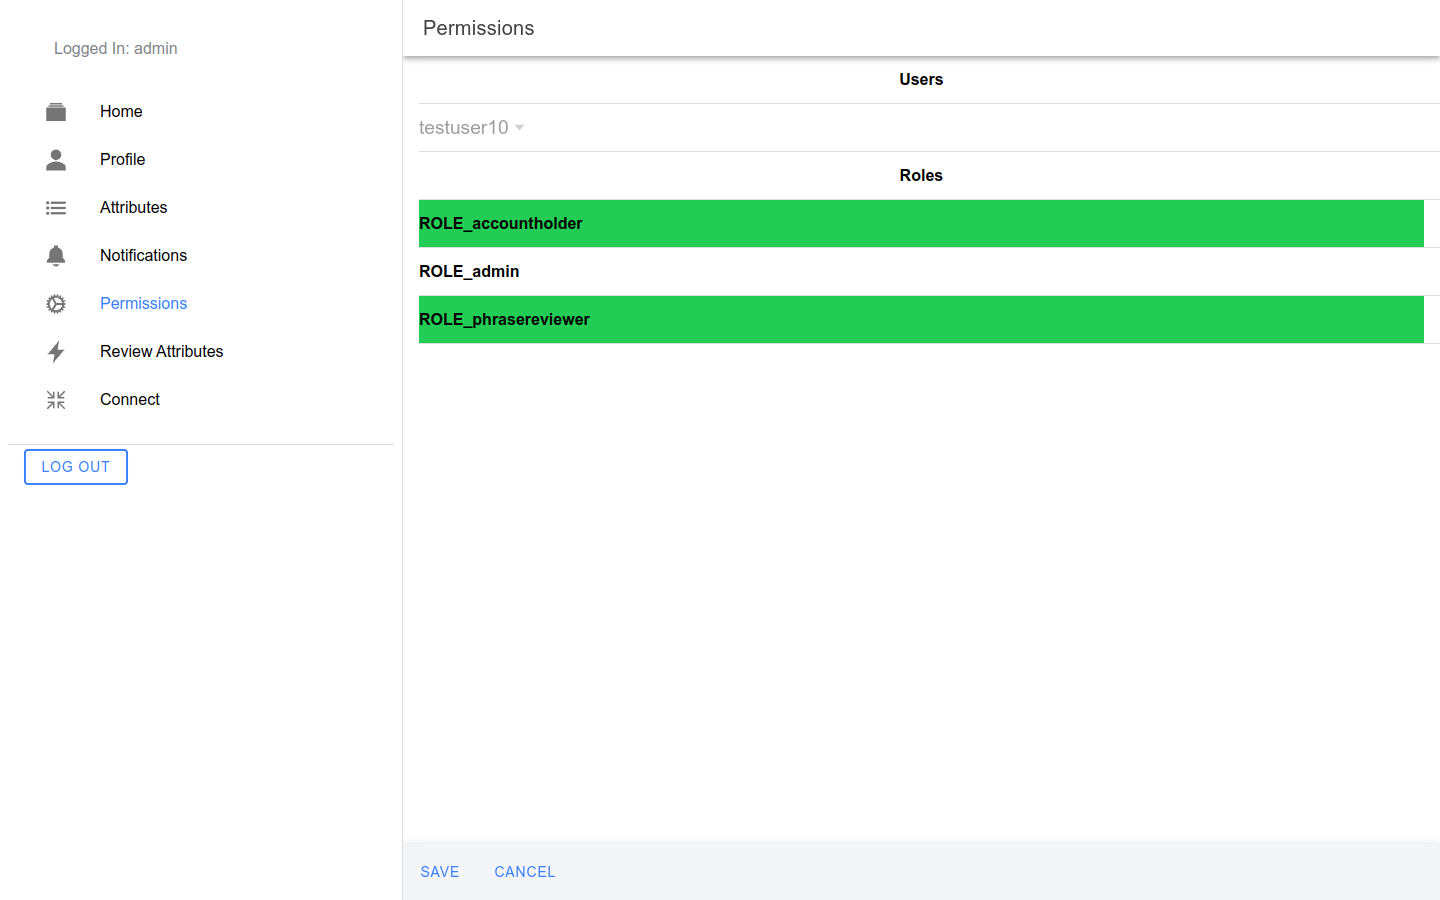 Logged In: admin
Home
Profile
Attributes
Notifications
Permissions
Review Attributes
Connect
LOG OUT
Permissions
Users
testuser10
Roles
ROLE_accountholder
ROLE_admin
ROLE_phrasereviewer
SAVE CANCEL